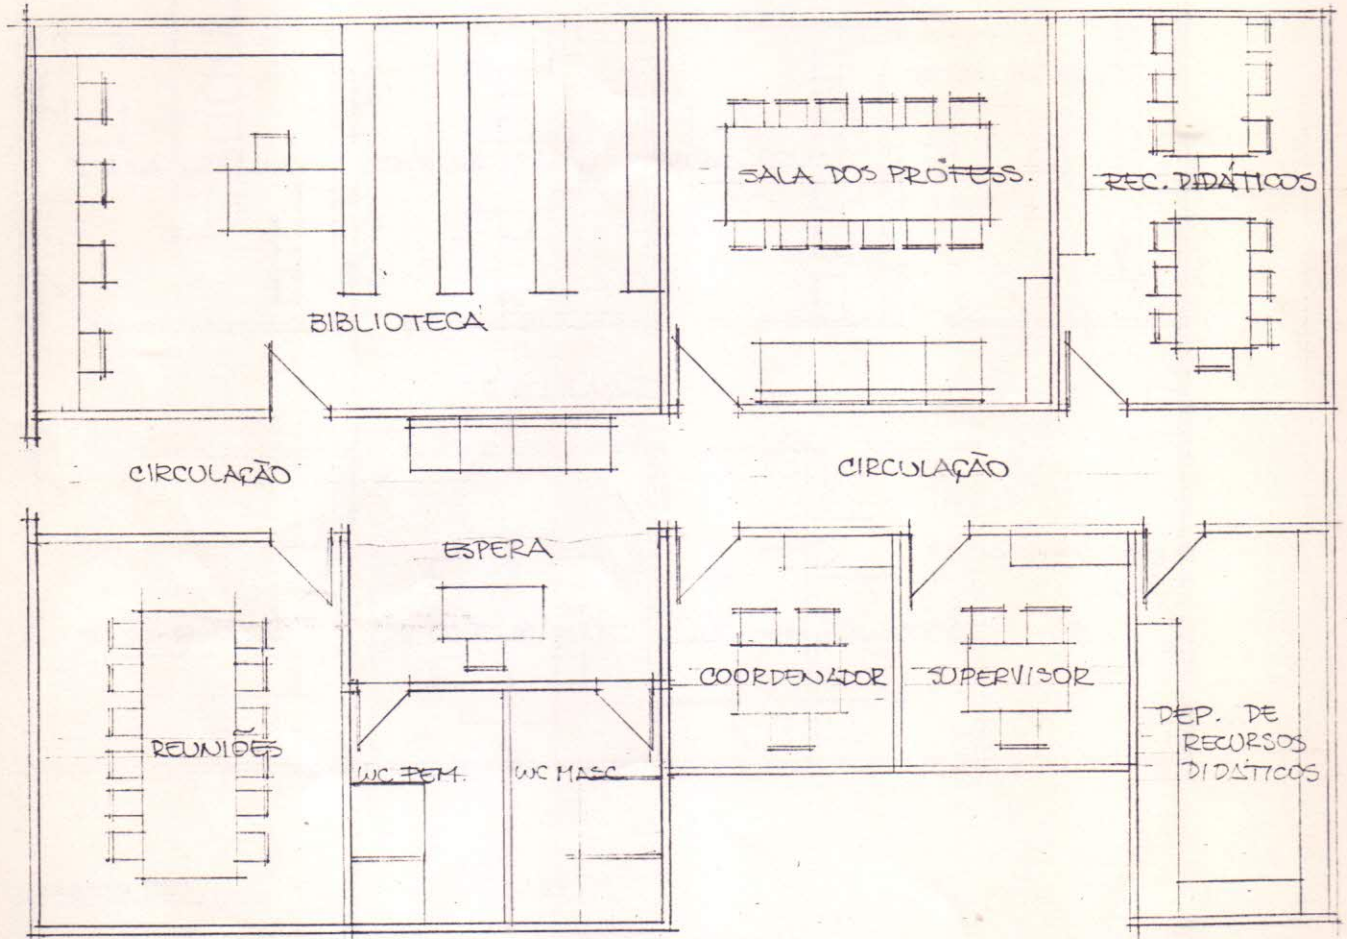 SALA DOS PROFESS.
REC. DIDÁTICOS
BIBLIOTECA
CIRCULAÇÃO
CIRCULAÇÃO
ESPERA
COORDENADOR
SUPERVISOR
REUNIÕES
WC FEM.
WC MASC
DEP. DE
RECURSOS
DIDÁTICOS